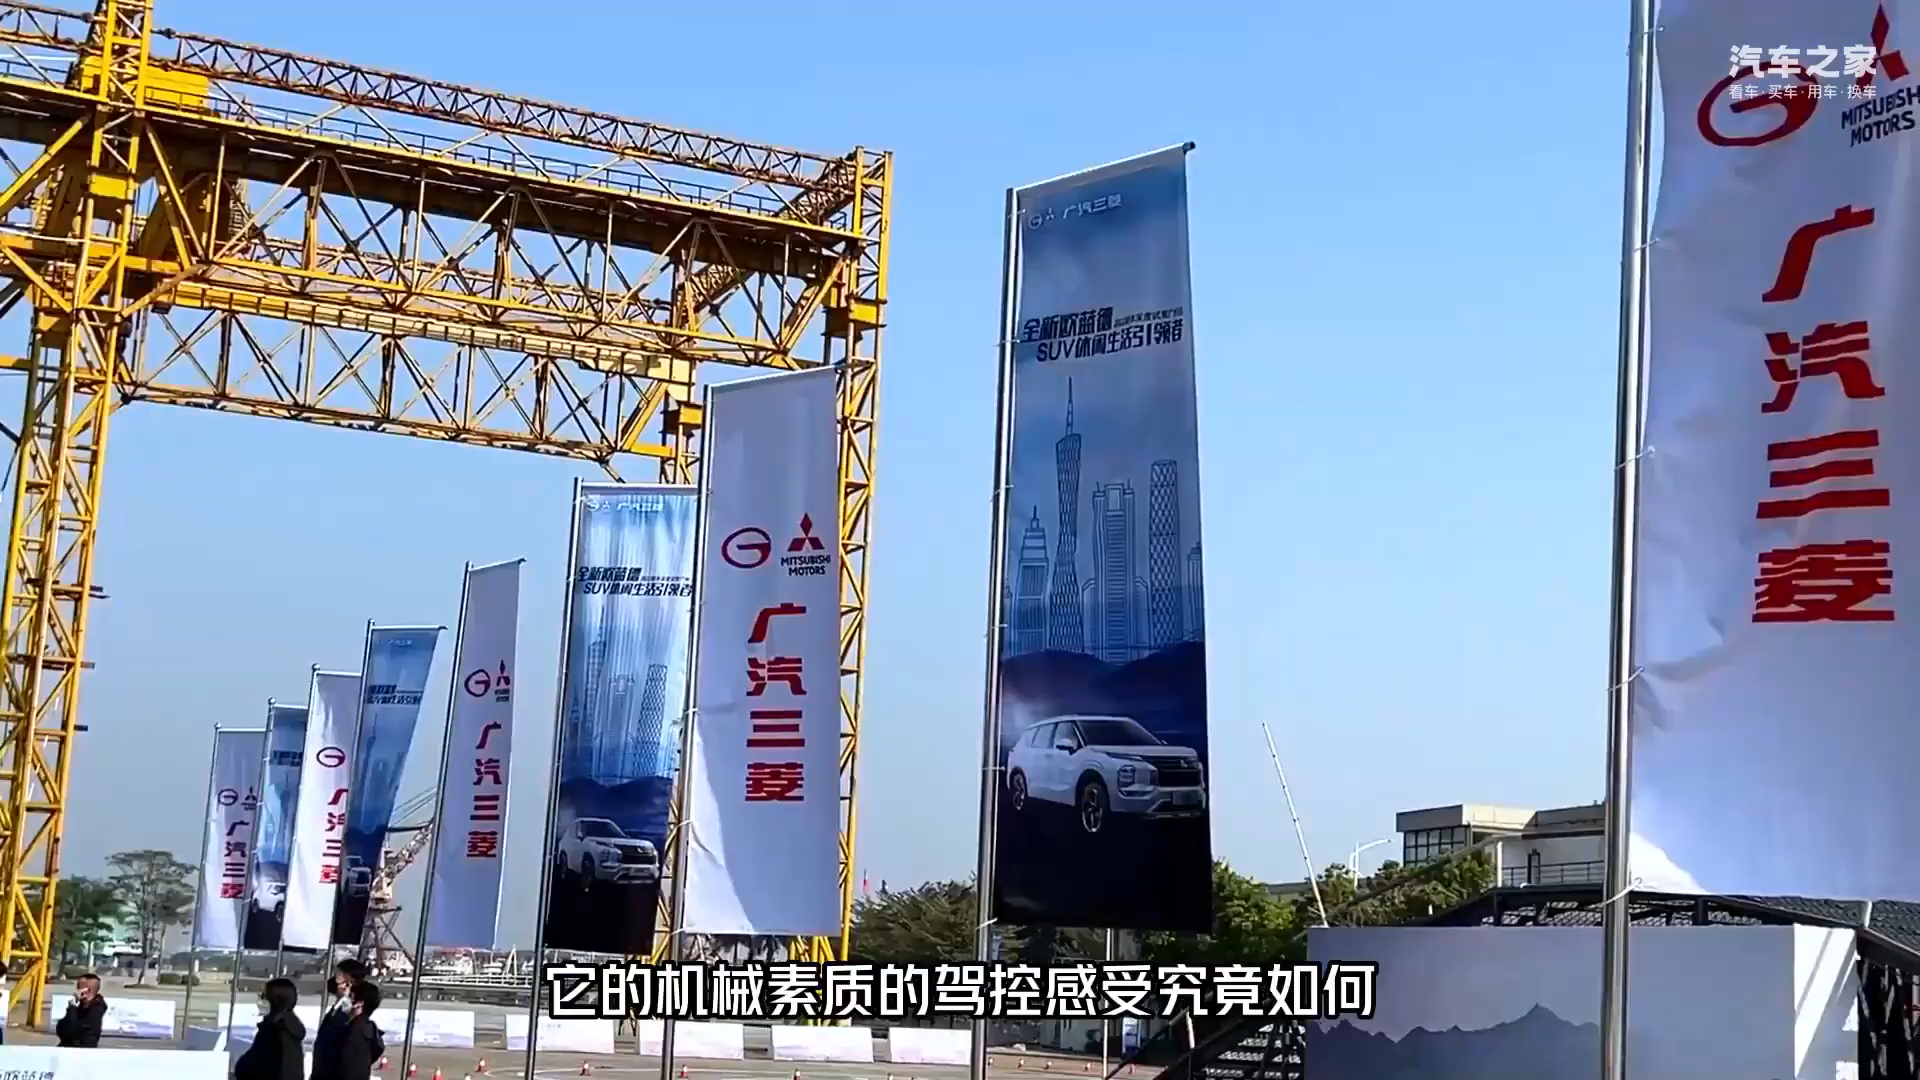 汽车之家
看车·买车·用车·换车
MITSUBISHI
MOTORS
广汽三菱
广汽三菱
全新欧蓝德
SUV休闲生活引领者
广汽三菱
全新欧蓝德
SUV休闲生活引领者
MITSUBISHI
MOTORS
广汽三菱
广汽三菱
广汽三菱
广汽三菱
它的机械素质的驾控感受究竟如何